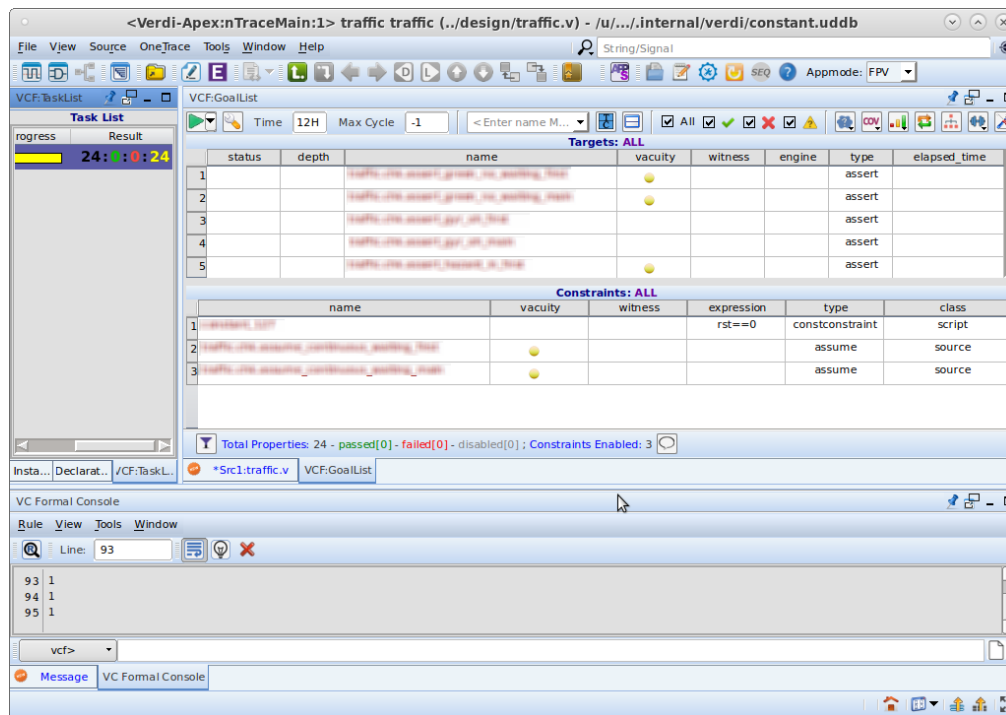 <Verdi-Apex:nTraceMain:1> traffic traffic (../design/traffic.v) - /u/.../.internal/verdi/constant.uddb
File View Source OneTrace Tools Window Help
String/Signal
SEQ
Appmode: FPV
VCF:TaskList
VCF:GoalList
Task List
rogress Result
24:0:0:24
Time 12H Max Cycle -1 <Enter name M... All
COV
Targets: ALL
status depth name vacuity witness engine type elapsed_time
1 assert
2 assert
3 assert
4 assert
5 assert
Constraints: ALL
name vacuity witness expression type class
1 rst==0 constconstraint script
2 assume source
3 assume source
Total Properties: 24 - passed[0] - failed[0] - disabled[0] ; Constraints Enabled: 3
Insta... Declarat.. VCF:TaskL..
*Src1:traffic.v VCF:GoalList
VC Formal Console
Rule View Tools Window
Line: 93
93 1
94 1
95 1
vcf>
Message VC Formal Console